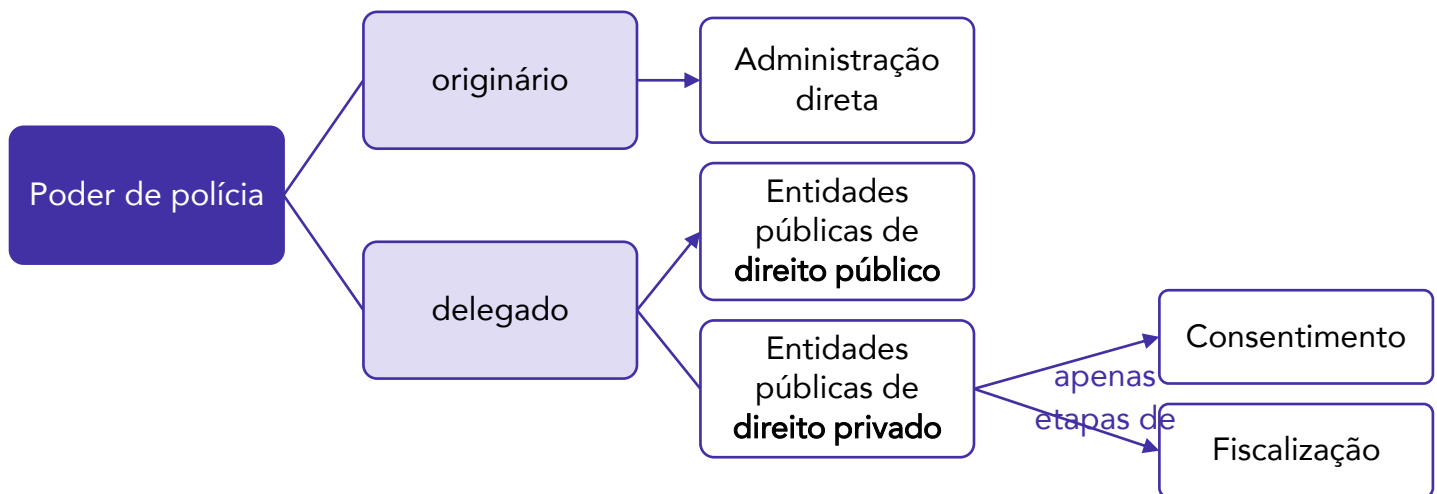 Poder de polícia
originário
Administração
direta
delegado
Entidades
públicas de
direito público
Entidades
públicas de
direito privado
apenas
etapas de
Consentimento
Fiscalização